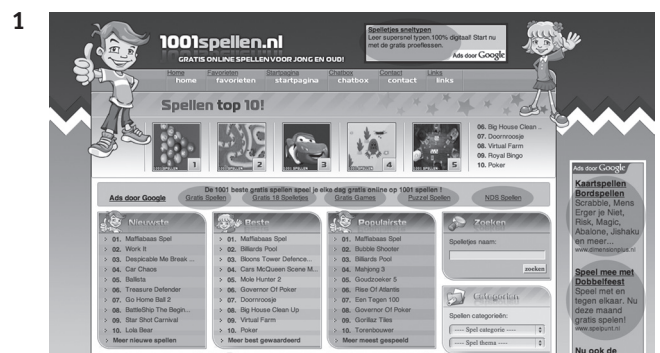 1
1001spellen.nl
GRATIS ONLINE SPELLEN VOOR JONG EN OUD!
Spelletjes sneltypen
Leer supersnel typen.100% digitaal! Start nu
met de gratis proeflessen.
Ads door Google
Home Favorieten Startpagina Chatbox Contact Links
home favorieten startpagina chatbox contact links
Spellen top 10!
1 2 3 4 5
06. Big House Clean ..
07. Doornroosje
08. Virtual Farm
09. Royal Bingo
10. Poker
De 1001 beste gratis spellen speel je elke dag gratis online op 1001 spellen !
Ads door Google Gratis Spellen Gratis 18 Spelletjes Gratis Games Puzzel Spellen NOS Spellen
Nieuwste
01. Maffiabaas Spel
02. Work It
03. Despicable Me Break ...
04. Car Chaos
05. Ballista
06. Treasure Defender
07. Go Home Ball 2
08. BattleShip The Begin...
09. Star Shot Carnival
10. Lola Bear
Meer nieuwe spellen
Beste
01. Maffiabaas Spel
02. Billiards Pool
03. Bloons Tower Defence...
04. Cars McQueen Scene M...
05. Mole Hunter 2
06. Governor Of Poker
07. Doornroosje
08. Big House Clean Up
09. Virtual Farm
10. Poker
Meer best gewaardeerd
Populairste
01. Maffiabaas Spel
02. Bubble Shooter
03. Billiards Pool
04. Mahjong 3
05. Goudzoeker 5
06. Rise Of Atlantis
07. Een Tegen 100
08. Governor Of Poker
09. Gorillaz Tiles
10. Torenbouwer
Meer meest gespeeld
Zoeken
Spelletjes naam:
zoeken
Categoriën
Spellen categorieën:
---- Spel categorie ----
---- Spel thema ----
Ads door Google
Kaartspellen
Bordspellen
Scrabble, Mens
Erger je Niet,
Risk, Magic,
Abalone, Jishaku
en meer...
www.dimensionplus.nl
Speel mee met
Dobbelfeest
Speel met en
tegen elkaar. Nu
deze maand
gratis spelen!
www.spelpunt.nl
Nu ook de